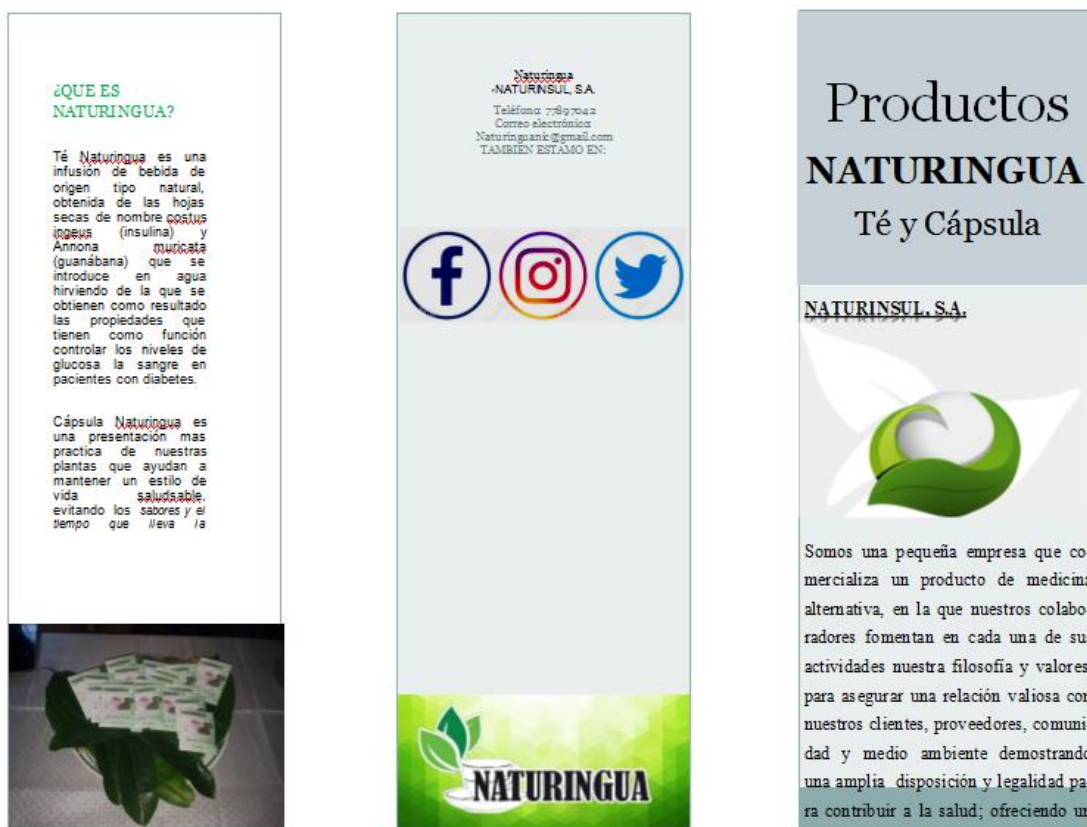 ¿QUE ES
NATURINGUA?
Té Naturingua es una
infusión de bebida de
origen tipo natural,
obtenida de las hojas
secas de nombre costus
ingeus (insulina) y
Annona muricata
(guanábana) que se
introduce en agua
hirviendo de la que se
obtienen como resultado
las propiedades que
tienen como función
controlar los niveles de
glucosa la sangre en
pacientes con diabetes.
Cápsula Naturingua es
una presentación mas
practica de nuestras
plantas que ayudan a
mantener un estilo de
vida saludsable,
evitando los sabores y el
tiempo que lleva la
Naturingua
-NATURINSUL, S.A.
Teléfono: 77897042
Correo electrónico:
Naturinguanic@gmail.com
TAMBIEN ESTAMO EN:
NATURINGUA
Productos
NATURINGUA
Té y Cápsula
NATURINSUL, S.A.
Somos una pequeña empresa que co-
mercializa un producto de medicina
alternativa, en la que nuestros colabo-
radores fomentan en cada una de sus
actividades nuestra filosofía y valores
para asegurar una relación valiosa con
nuestros clientes, proveedores, comuni-
dad y medio ambiente demostrando
una amplia disposición y legalidad pa-
ra contribuir a la salud; ofreciendo un